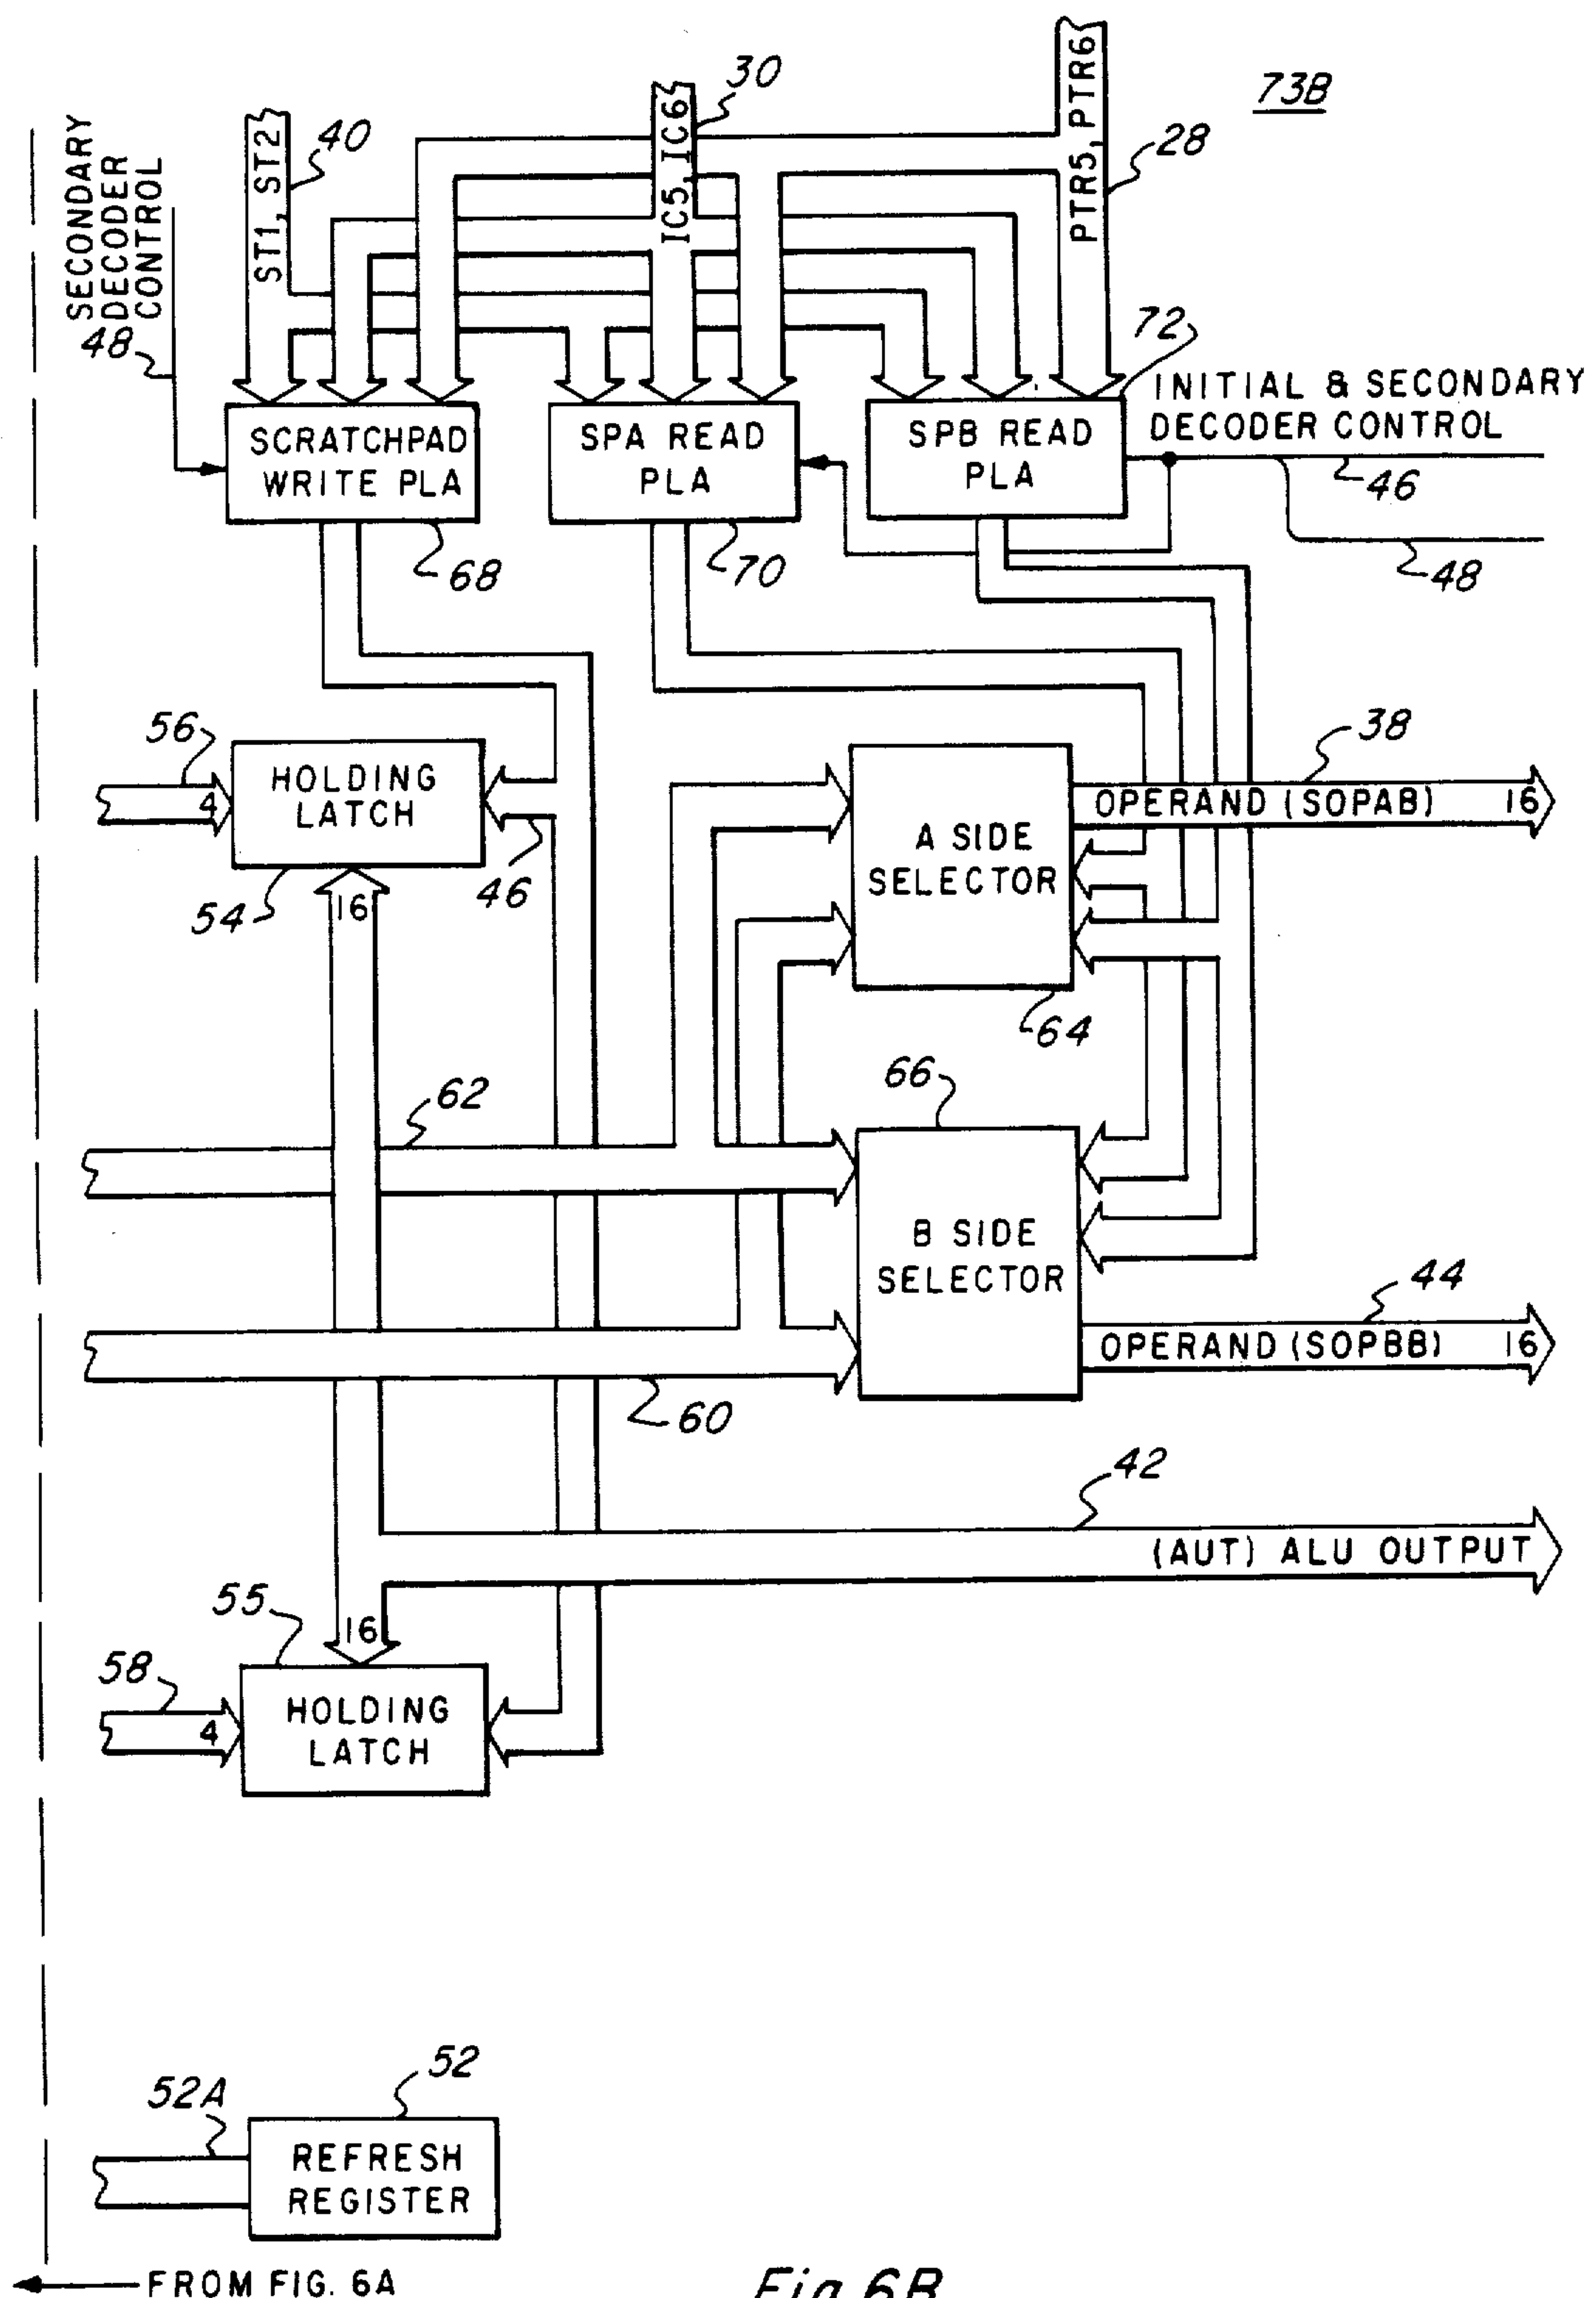 73B
30
40
28
SECONDARY
DECODER
CONTROL
ST1, ST2
IC5, IC6
PTR5, PTR6
48
72
INITIAL & SECONDARY
DECODER CONTROL
SCRATCHPAD
WRITE PLA
SPA READ
PLA
SPB READ
PLA
46
48
68
70
56
38
4
HOLDING
LATCH
OPERAND (SOPAB) 16
A SIDE
SELECTOR
46
54
16
64
66
62
B SIDE
SELECTOR
44
OPERAND (SOPBB) 16
60
42
(AUT) ALU OUTPUT
55
16
58
4
HOLDING
LATCH
52
52A
REFRESH
REGISTER
FROM FIG. 6A
Fig. 6B